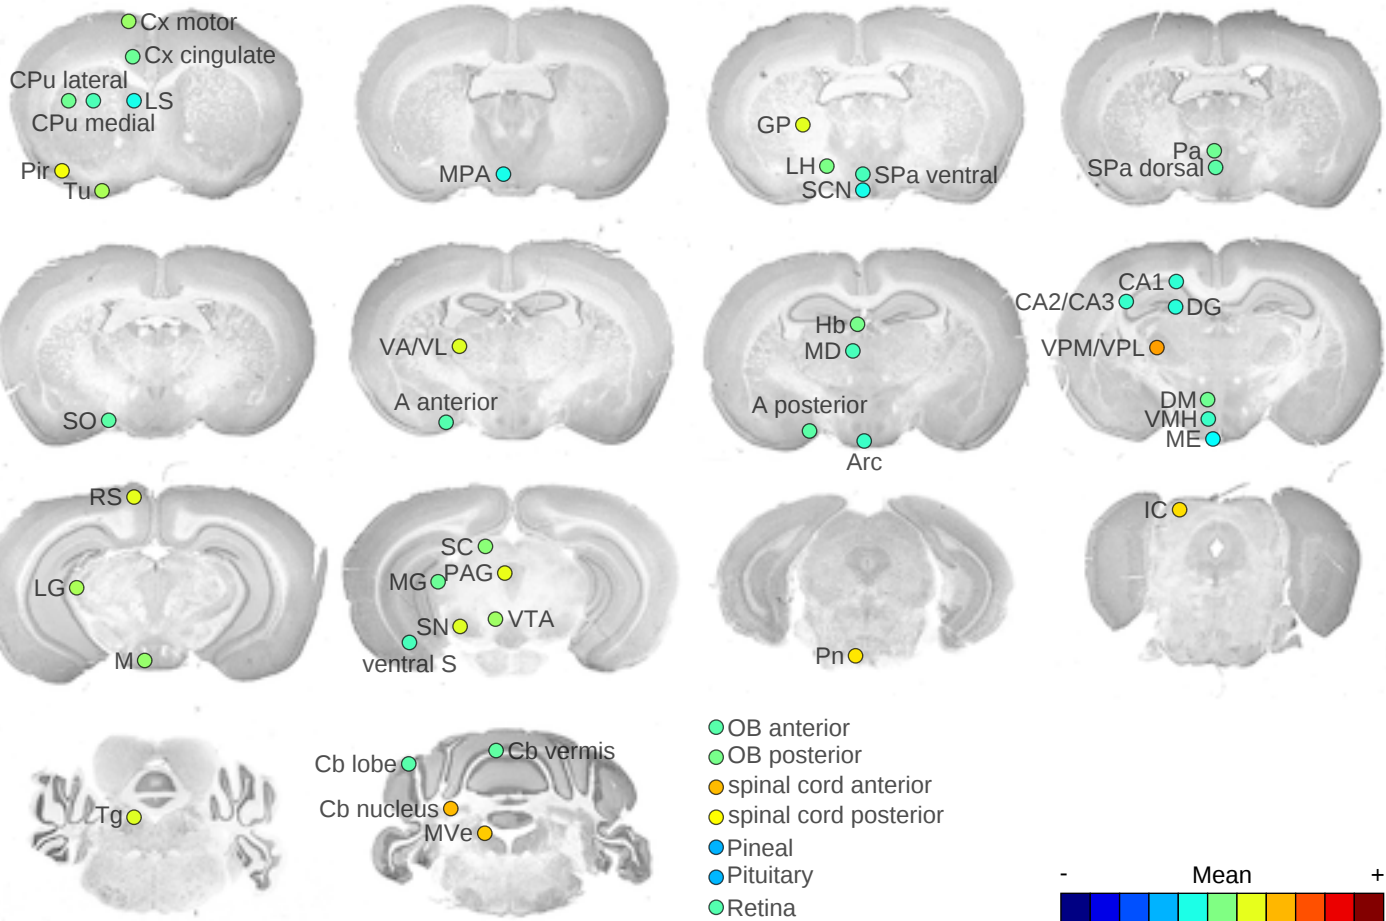 Cx motor
Cx cingulate
CPu lateral
LS
CPu medial
Pir
Tu
MPA
GP
LH
SPa ventral
SCN
Pa
SPa dorsal
SO
VA/VL
A anterior
Hb
MD
A posterior
Arc
CA1
CA2/CA3
DG
VPM/VPL
DM
VMH
ME
RS
LG
M
SC
MG
PAG
SN
VTA
ventral S
Pn
IC
Tg
Cb lobe
Cb vermis
Cb nucleus
MVe
OB anterior
OB posterior
spinal cord anterior
spinal cord posterior
Pineal
Pituitary
Retina
- Mean +